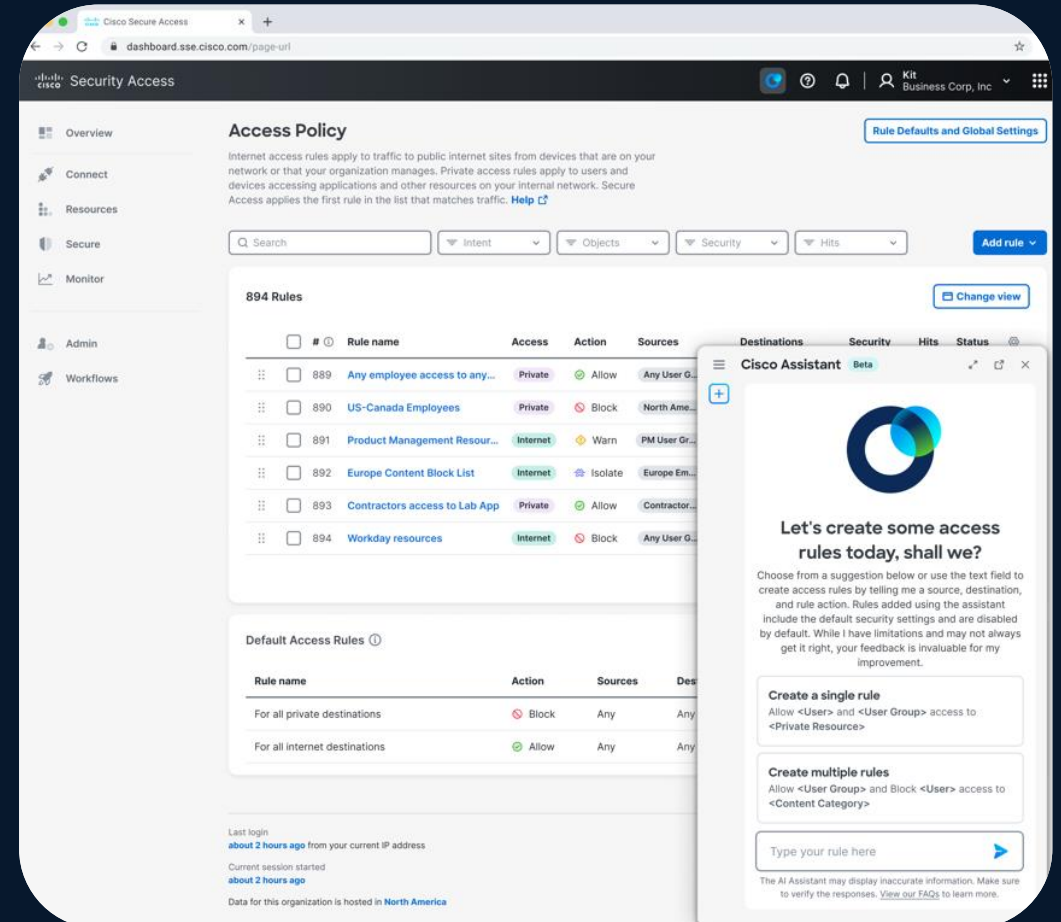 Cisco Secure Access
dashboard.sse.cisco.com/page-url
CISCO Security Access
Kit
Business Corp, Inc
Overview
Connect
Resources
Secure
Monitor
Admin
Workflows
Access Policy
Rule Defaults and Global Settings
Internet access rules apply to traffic to public internet sites from devices that are on your
network or that your organization manages. Private access rules apply to users and
devices accessing applications and other resources on your internal network. Secure
Access applies the first rule in the list that matches traffic. Help
Search
Intent
Objects
Security
Hits
Add rule
894 Rules
Change view
# Rule name Access Action Sources Destinations Security Hits Status
889 Any employee access to any... Private Allow Any User G...
890 US-Canada Employees Private Block North Ame...
891 Product Management Resour... Internet Warn PM User Gr...
892 Europe Content Block List Internet Isolate Europe Em...
893 Contractors access to Lab App Private Allow Contractor...
894 Workday resources Internet Block Any User G...
Default Access Rules
Rule name Action Sources Des
For all private destinations Block Any Any
For all internet destinations Allow Any Any
Last login
about 2 hours ago from your current IP address
Current session started
about 2 hours ago
Data for this organization is hosted in North America
Cisco Assistant Beta
Let's create some access
rules today, shall we?
Choose from a suggestion below or use the text field to
create access rules by telling me a source, destination,
and rule action. Rules added using the assistant
include the default security settings and are disabled
by default. While I have limitations and may not always
get it right, your feedback is invaluable for my
improvement.
Create a single rule
Allow <User> and <User Group> access to
<Private Resource>
Create multiple rules
Allow <User Group> and Block <User> access to
<Content Category>
Type your rule here
The AI Assistant may display inaccurate information. Make sure
to verify the responses. View our FAQs to learn more.